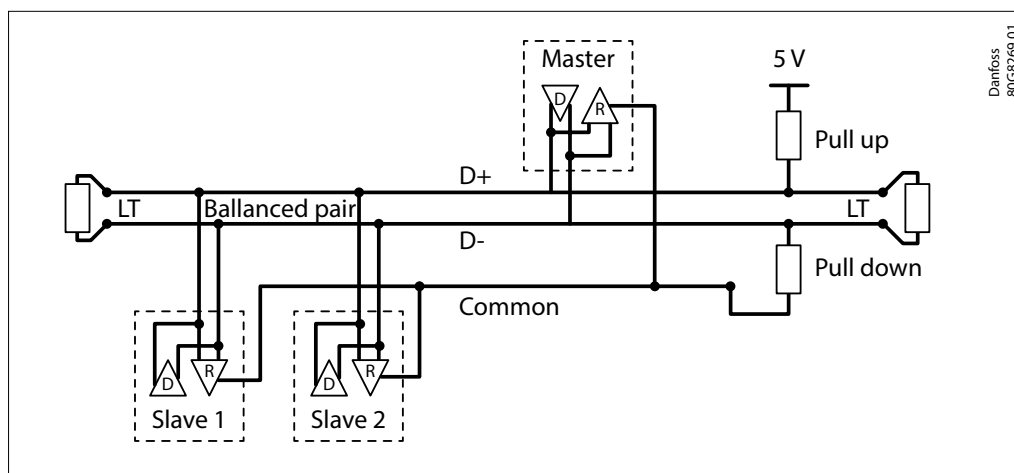 Danfoss
80G8269.01
Master
5 V
D
R
Pull up
D+
LT
Ballanced pair
LT
D-
Pull down
Common
D
R
D
R
Slave 1
Slave 2